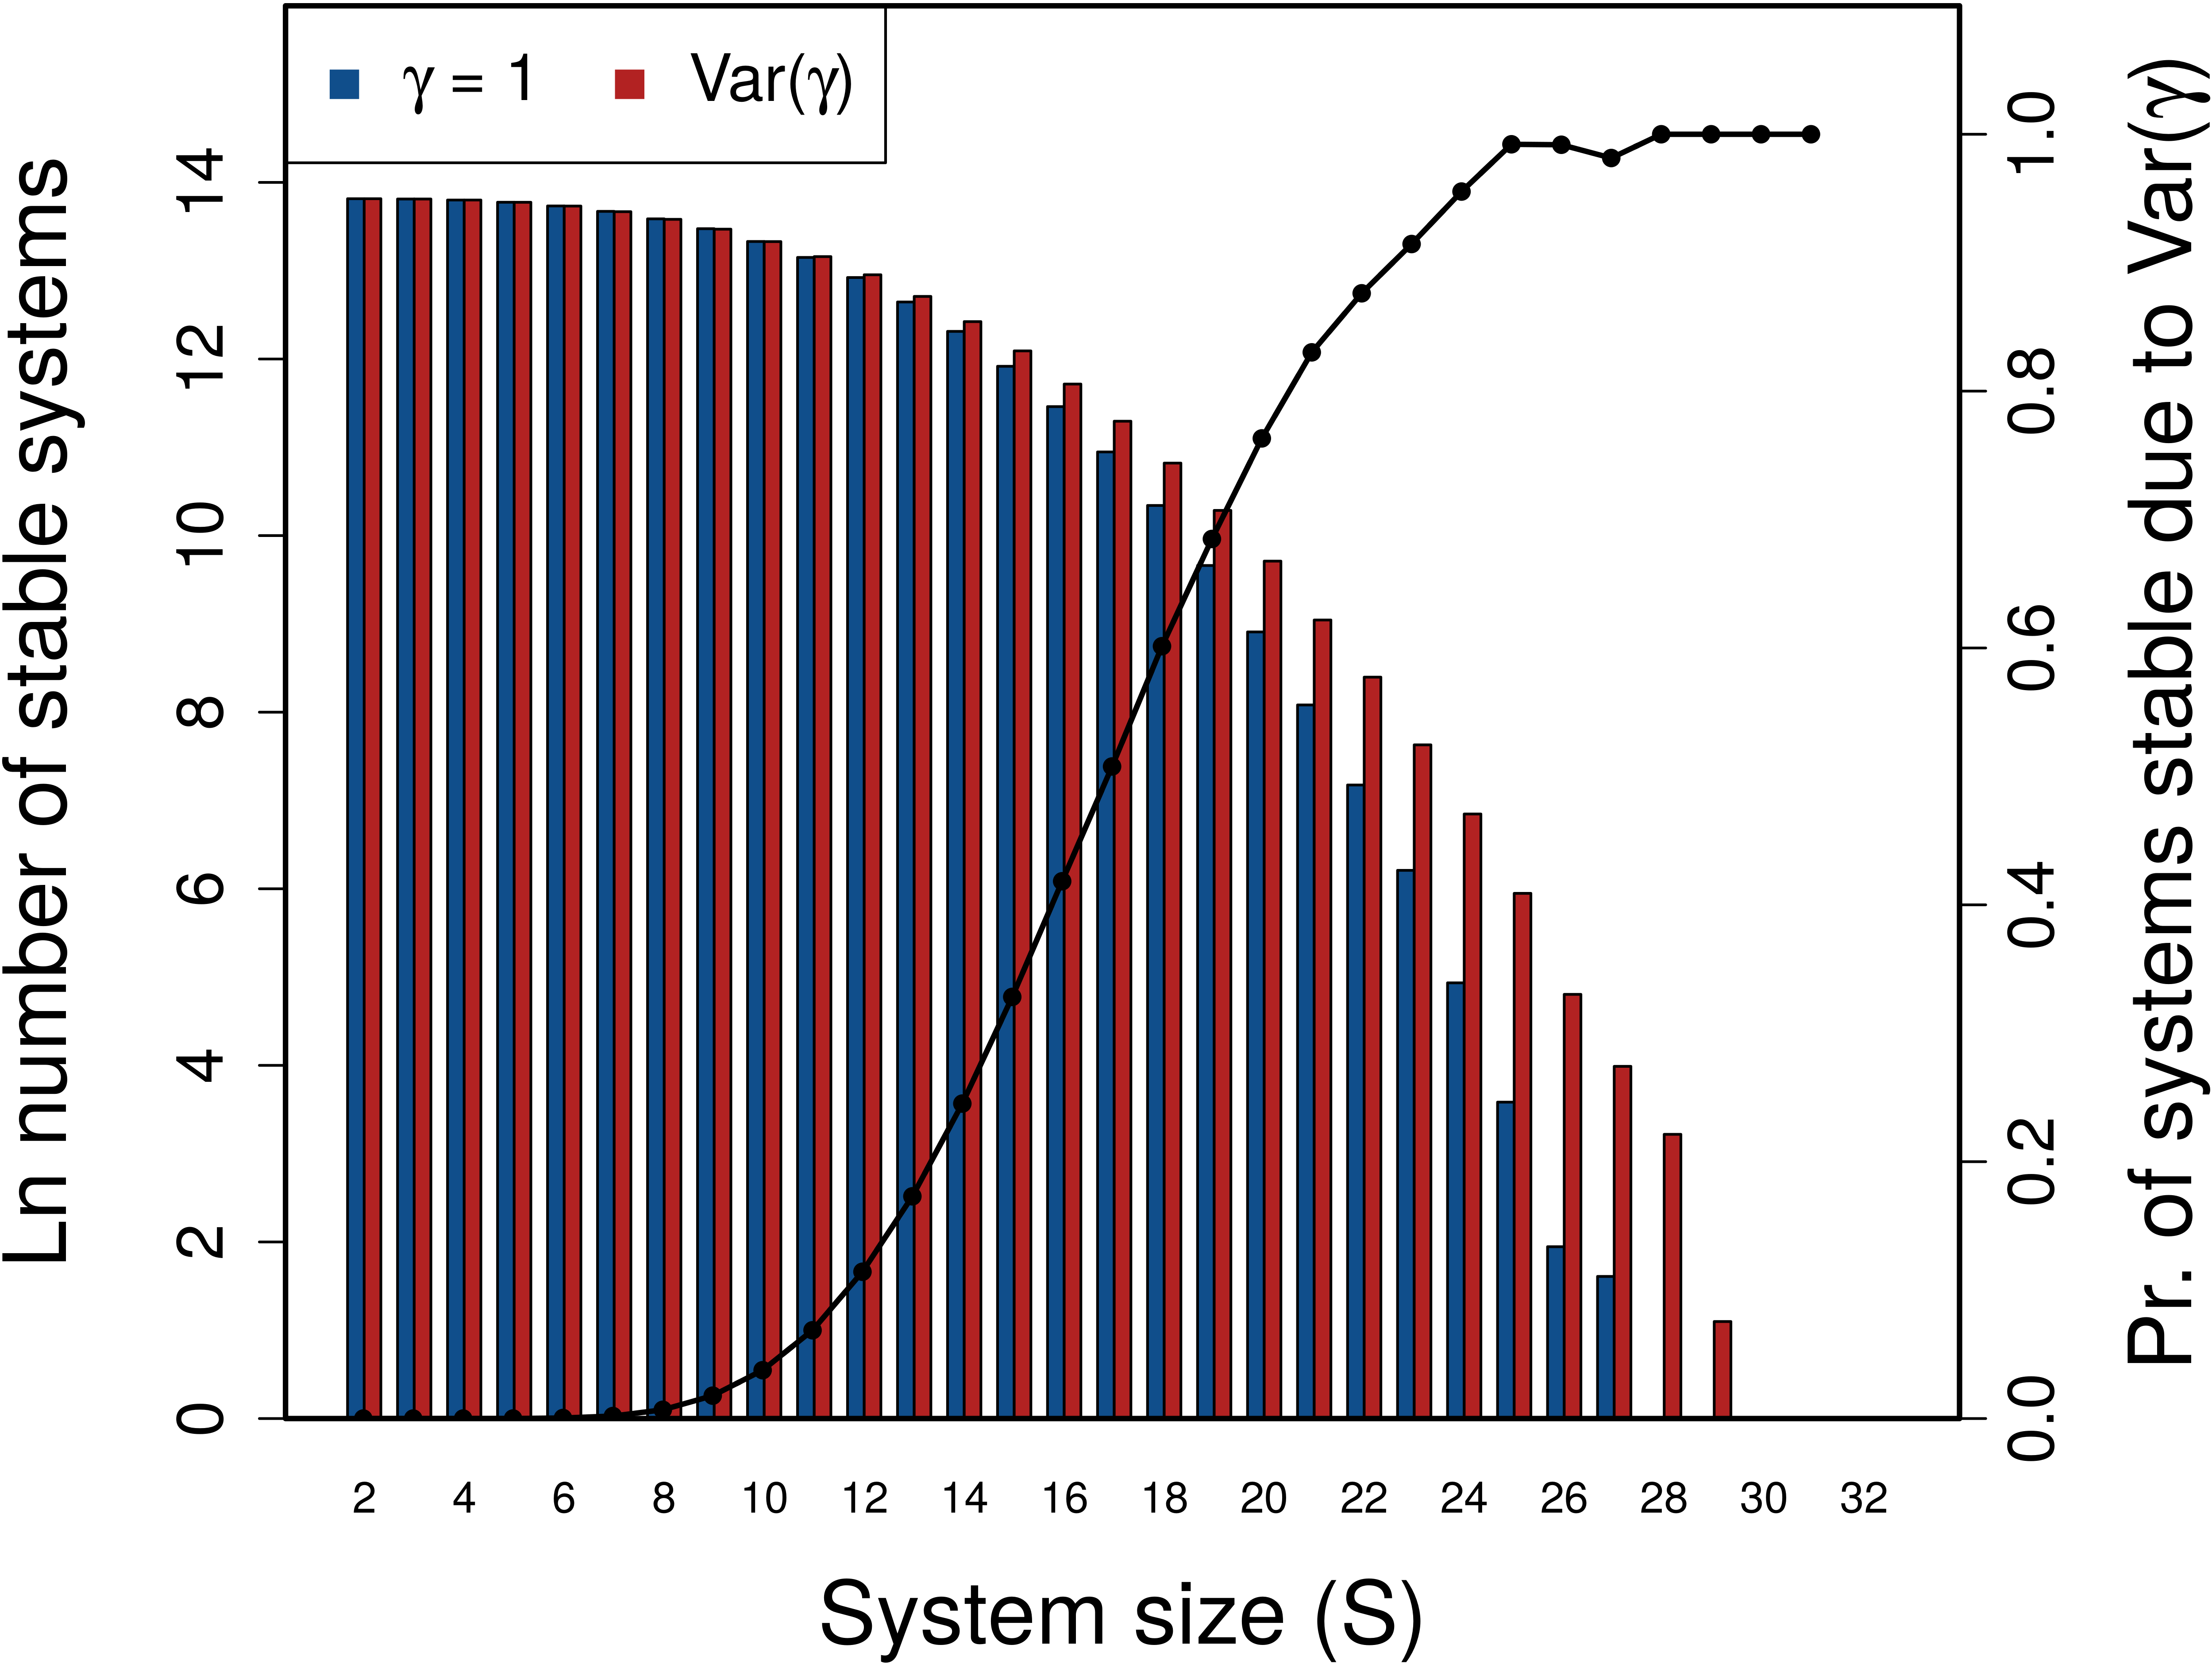 γ = 1 Var(γ)
Ln number of stable systems
0 2 4 6 8 10 12 14
Pr. of systems stable due to Var(γ)
0.0 0.2 0.4 0.6 0.8 1.0
2 4 6 8 10 12 14 16 18 20 22 24 26 28 30 32
System size (S)